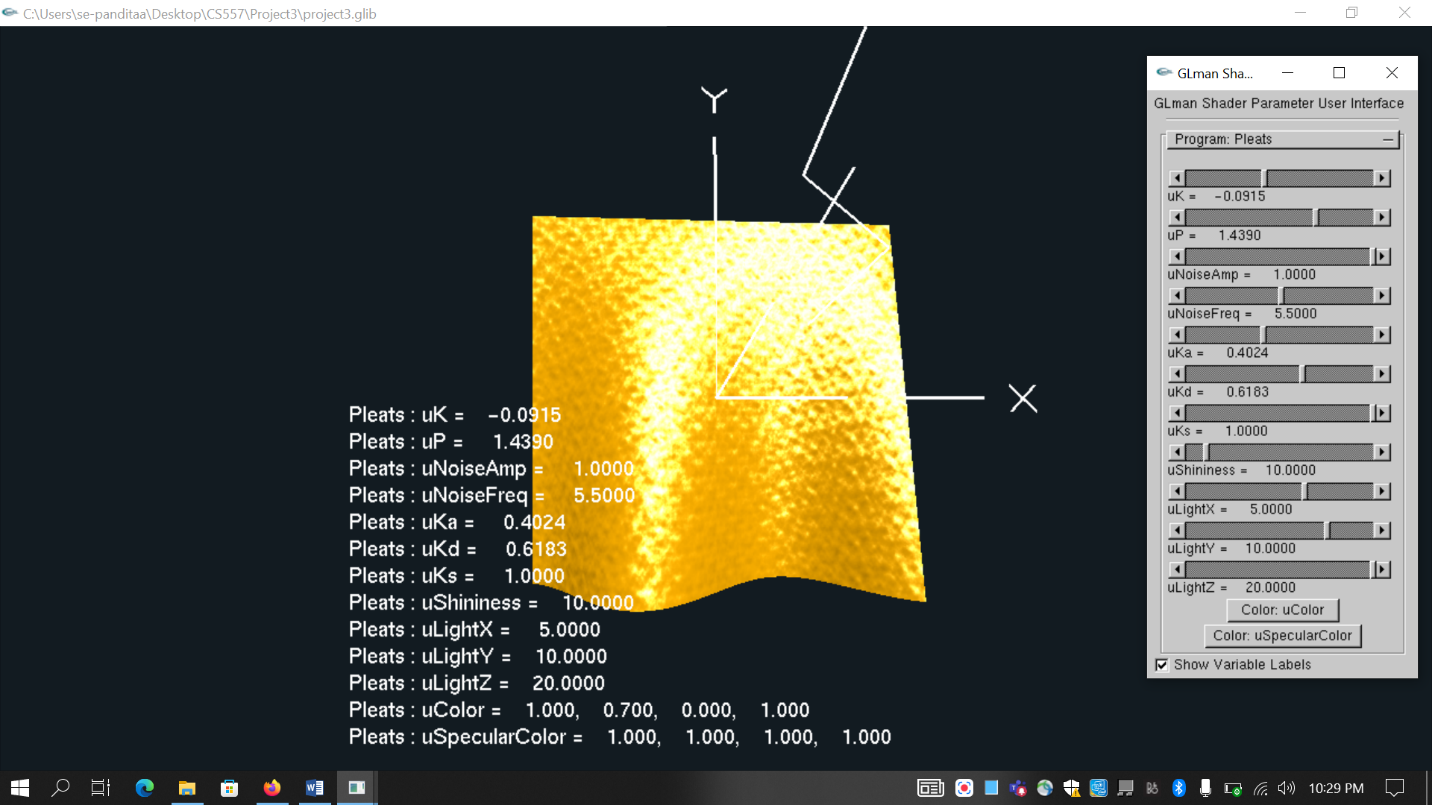 C:\Users\se-panditaa\Desktop\CS557\Project3\project3.glib
GLman Sha...
GLman Shader Parameter User Interface
Program: Pleats
uK = -0.0915
uP = 1.4390
uNoiseAmp = 1.0000
uNoiseFreq = 5.5000
uKa = 0.4024
uKd = 0.6183
uKs = 1.0000
uShininess = 10.0000
uLightX = 5.0000
uLightY = 10.0000
uLightZ = 20.0000
Color: uColor
Color: uSpecularColor
Show Variable Labels
Y
X
Pleats : uK = -0.0915
Pleats : uP = 1.4390
Pleats : uNoiseAmp = 1.0000
Pleats : uNoiseFreq = 5.5000
Pleats : uKa = 0.4024
Pleats : uKd = 0.6183
Pleats : uKs = 1.0000
Pleats : uShininess = 10.0000
Pleats : uLightX = 5.0000
Pleats : uLightY = 10.0000
Pleats : uLightZ = 20.0000
Pleats : uColor = 1.000, 0.700, 0.000, 1.000
Pleats : uSpecularColor = 1.000, 1.000, 1.000, 1.000
10:29 PM